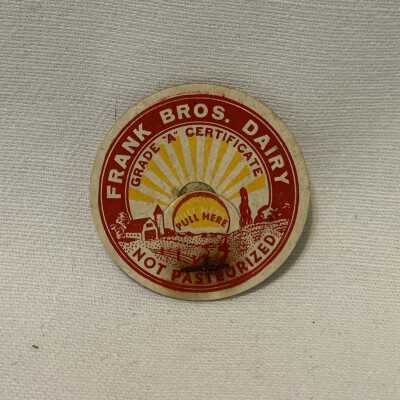 FRANK BROS. DAIRY
GRADE "A" CERTIFICATE
PULL HERE
NOT PASTEURIZED